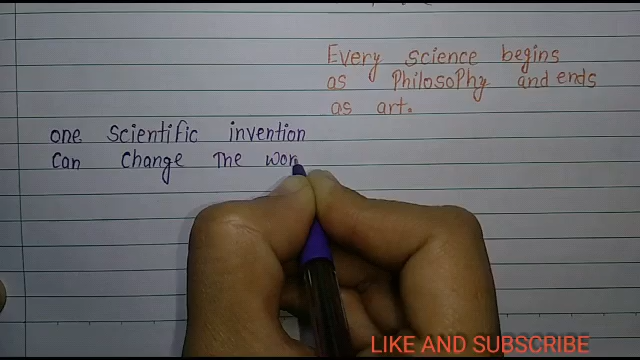 Every science begins
as Philosophy and ends
as art.
one Scientific invention
Can Change The wor
LIKE AND SUBSCRIBE